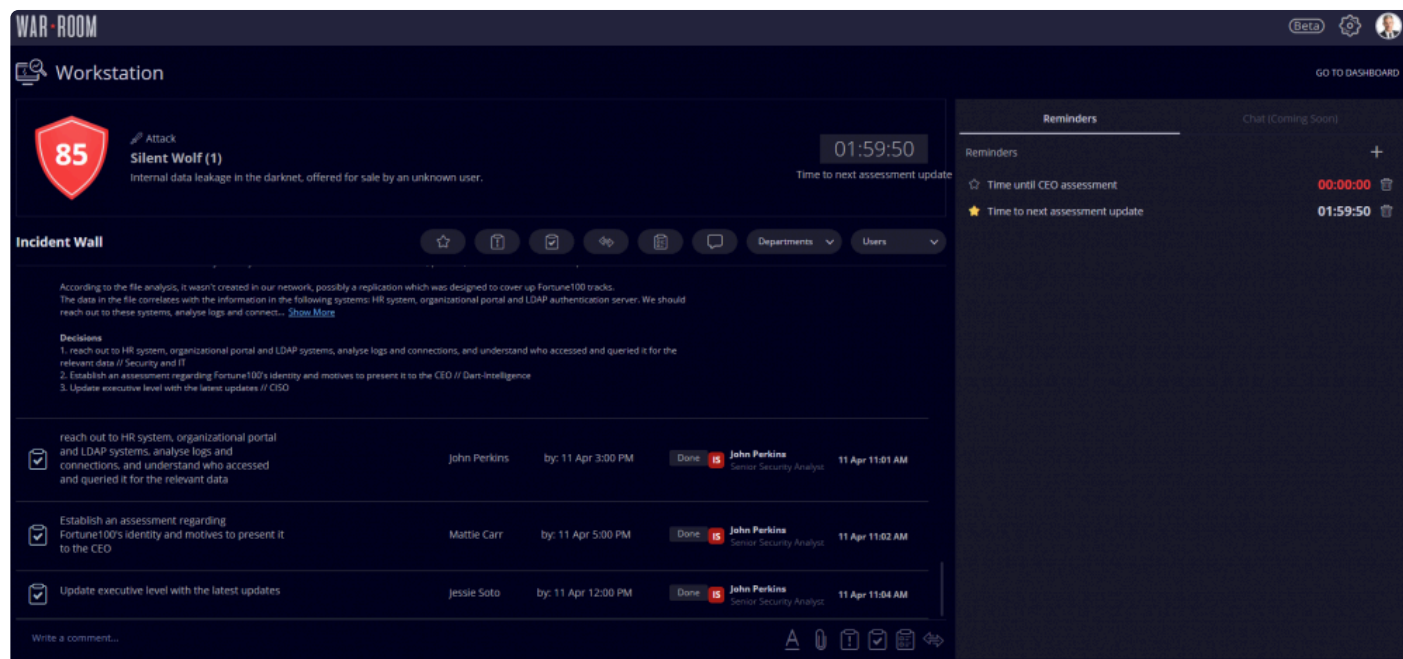 WAR·ROOM
Beta
Workstation
GO TO DASHBOARD
85
Attack
Silent Wolf (1)
Internal data leakage in the darknet, offered for sale by an unknown user.
01:59:50
Time to next assessment update
Reminders
Chat (Coming Soon)
Reminders
+
Time until CEO assessment
00:00:00
Time to next assessment update
01:59:50
Incident Wall
Departments
Users
According to the file analysis, it wasn't created in our network, possibly a replication which was designed to cover up Fortune100 tracks.
The data in the file correlates with the information in the following systems: HR system, organizational portal and LDAP authentication server. We should
reach out to these systems, analyse logs and connect... Show More
Decisions
1. reach out to HR system, organizational portal and LDAP systems, analyse logs and connections, and understand who accessed and queried it for the
relevant data // Security and IT
2. Establish an assessment regarding Fortune100's identity and motives to present it to the CEO // Dart-Intelligence
3. Update executive level with the latest updates // CISO
reach out to HR system, organizational portal
and LDAP systems, analyse logs and
connections, and understand who accessed
and queried it for the relevant data
John Perkins
by: 11 Apr 3:00 PM
Done
IS
John Perkins
Senior Security Analyst
11 Apr 11:01 AM
Establish an assessment regarding
Fortune100's identity and motives to present it
to the CEO
Mattie Carr
by: 11 Apr 5:00 PM
Done
IS
John Perkins
Senior Security Analyst
11 Apr 11:02 AM
Update executive level with the latest updates
Jessie Soto
by: 11 Apr 12:00 PM
Done
IS
John Perkins
Senior Security Analyst
11 Apr 11:04 AM
Write a comment...
A